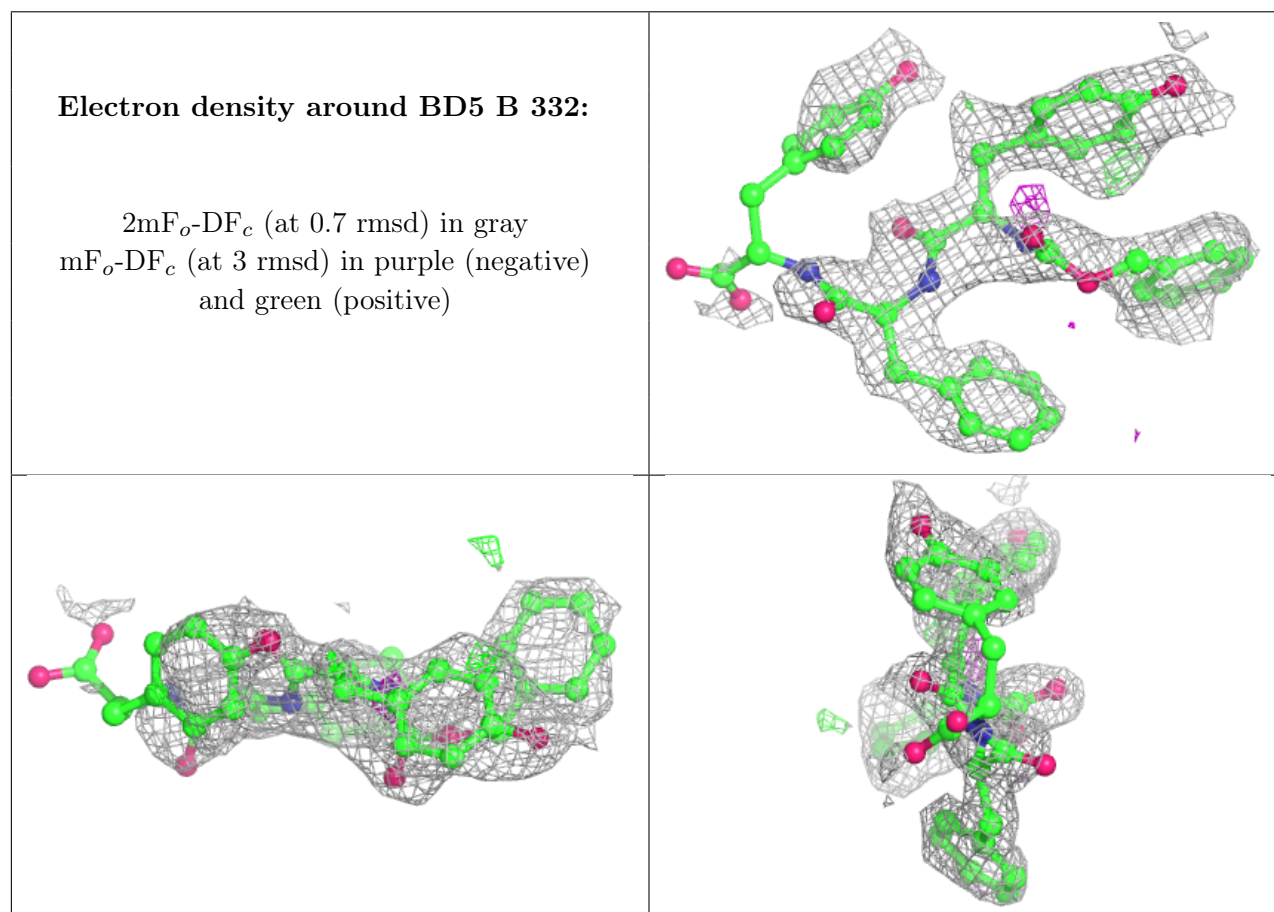 Electron density around BD5 B 332:
2mFo-DFc (at 0.7 rmsd) in gray
mFo-DFc (at 3 rmsd) in purple (negative)
and green (positive)